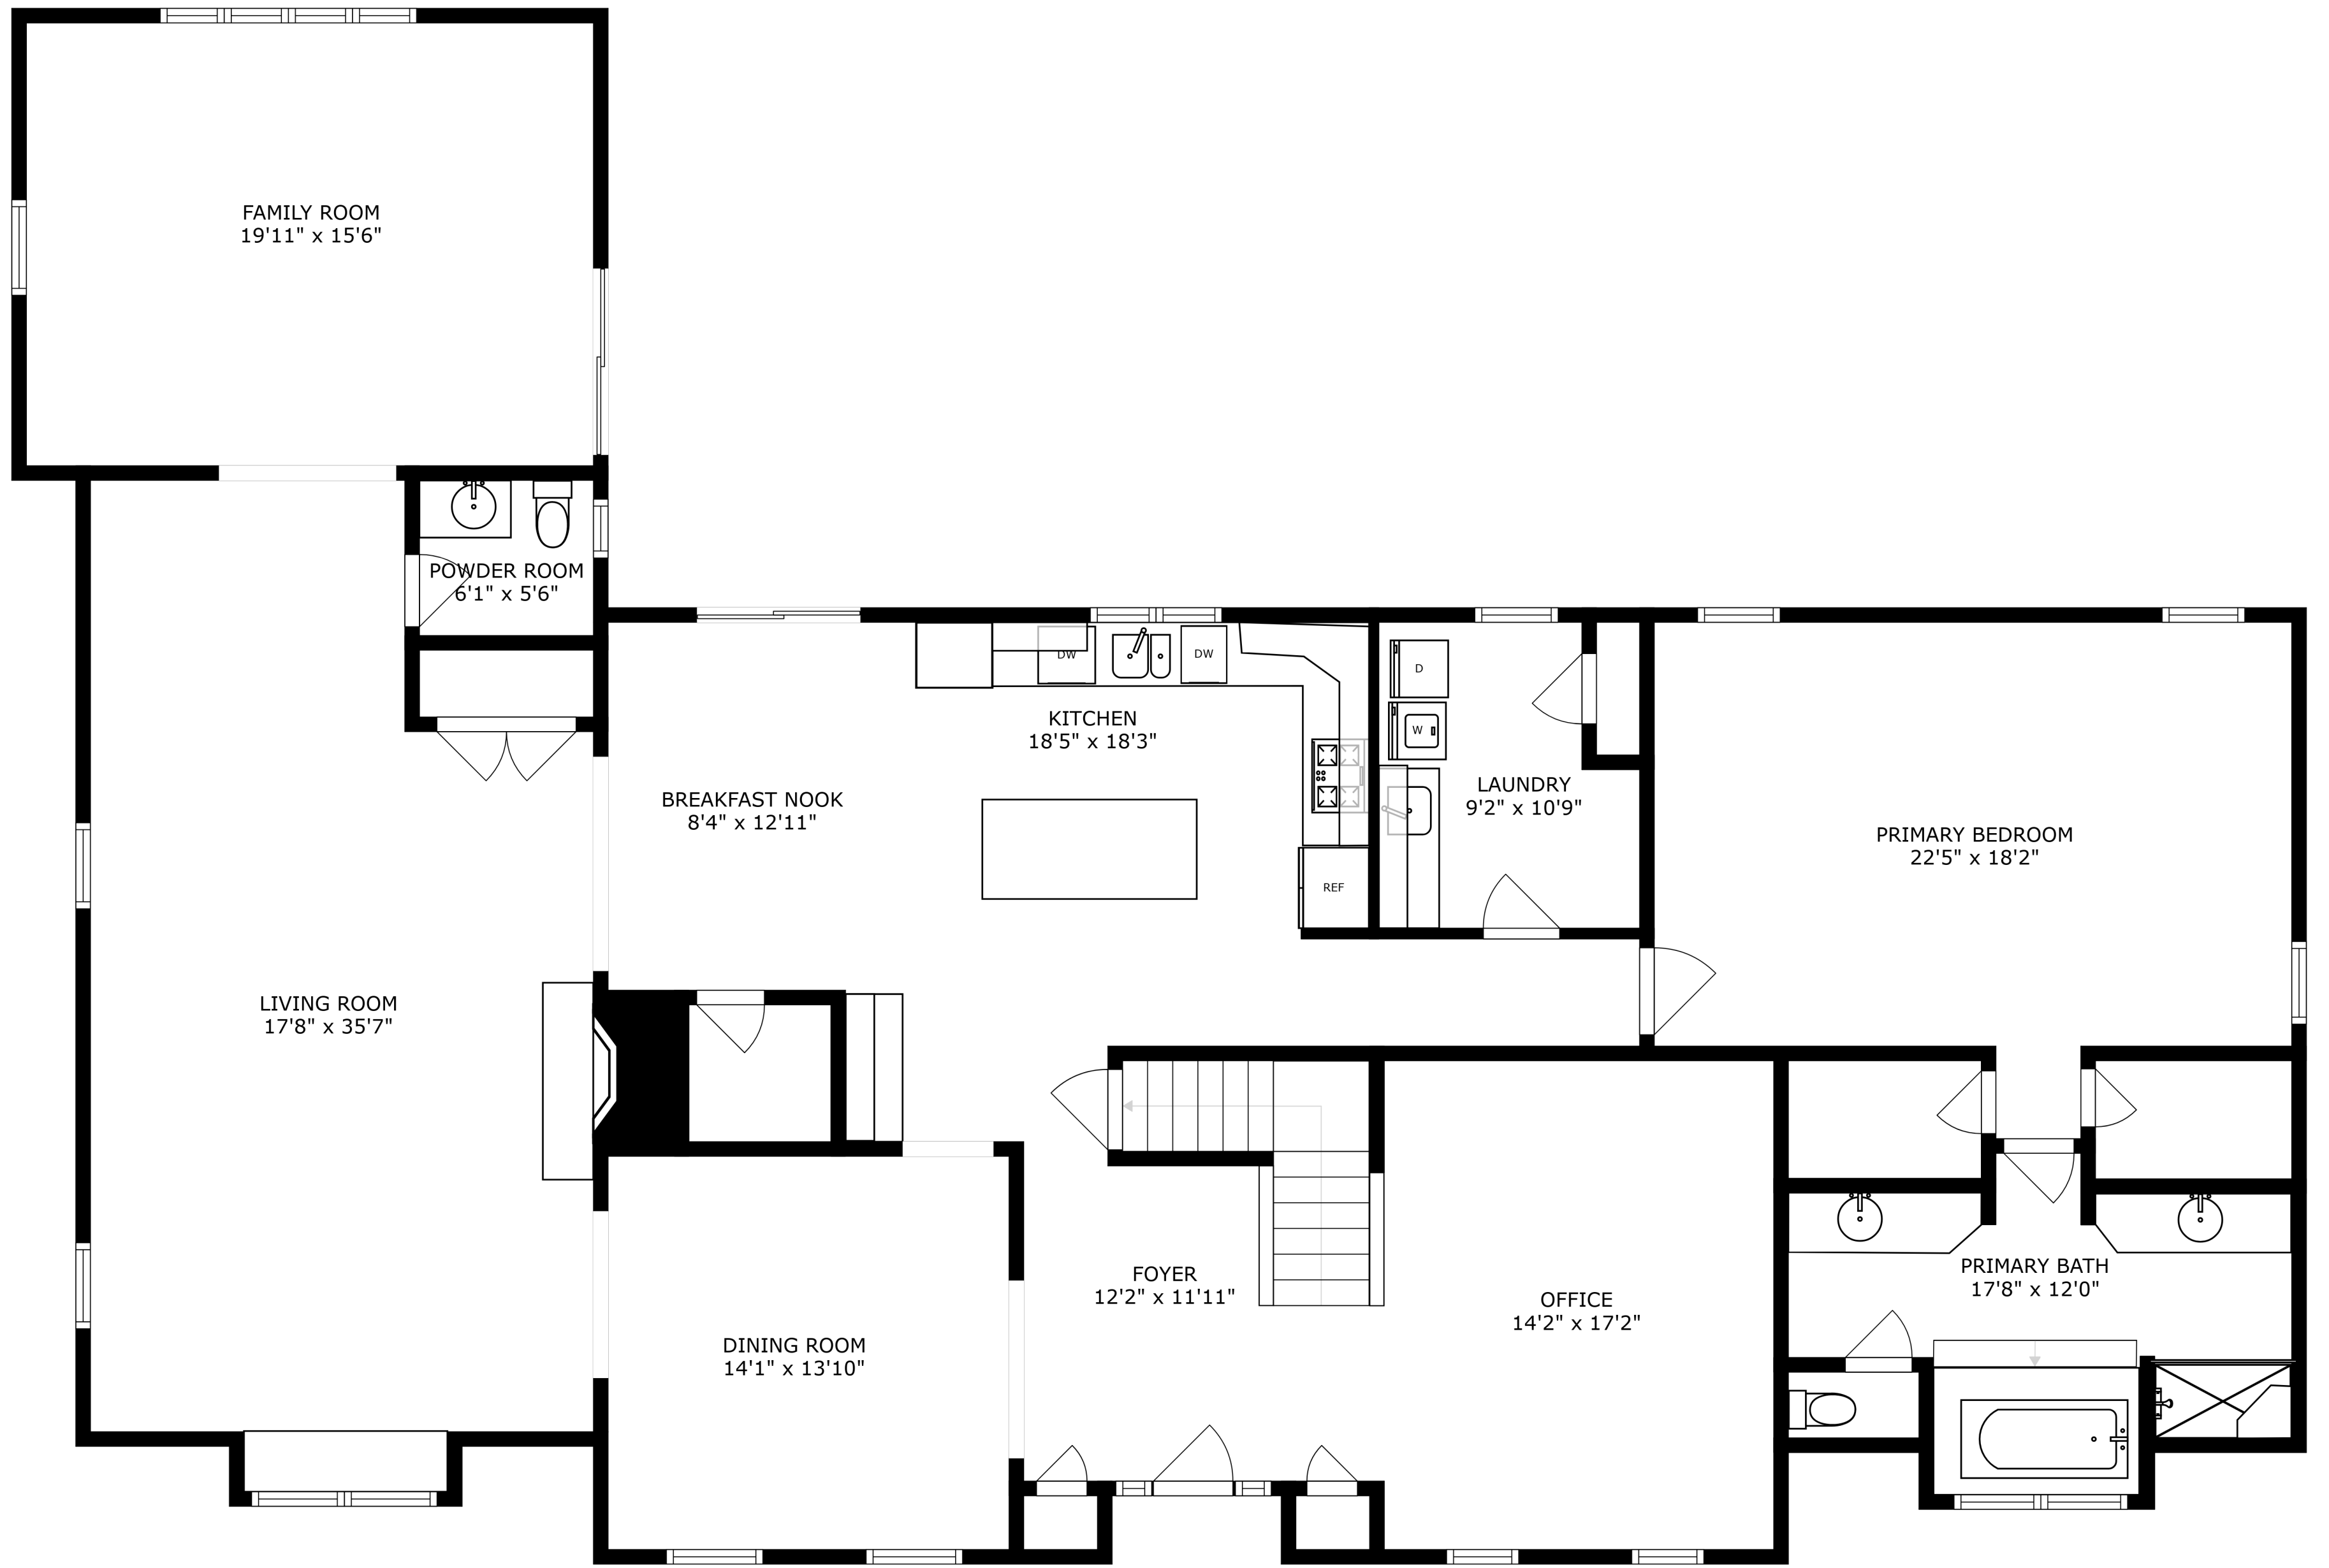 FAMILY ROOM
19'11" x 15'6"
POWDER ROOM
6'1" x 5'6"
DW
DW
D
W
KITCHEN
18'5" x 18'3"
BREAKFAST NOOK
8'4" x 12'11"
LAUNDRY
9'2" x 10'9"
REF
PRIMARY BEDROOM
22'5" x 18'2"
LIVING ROOM
17'8" x 35'7"
FOYER
12'2" x 11'11"
OFFICE
14'2" x 17'2"
PRIMARY BATH
17'8" x 12'0"
DINING ROOM
14'1" x 13'10"